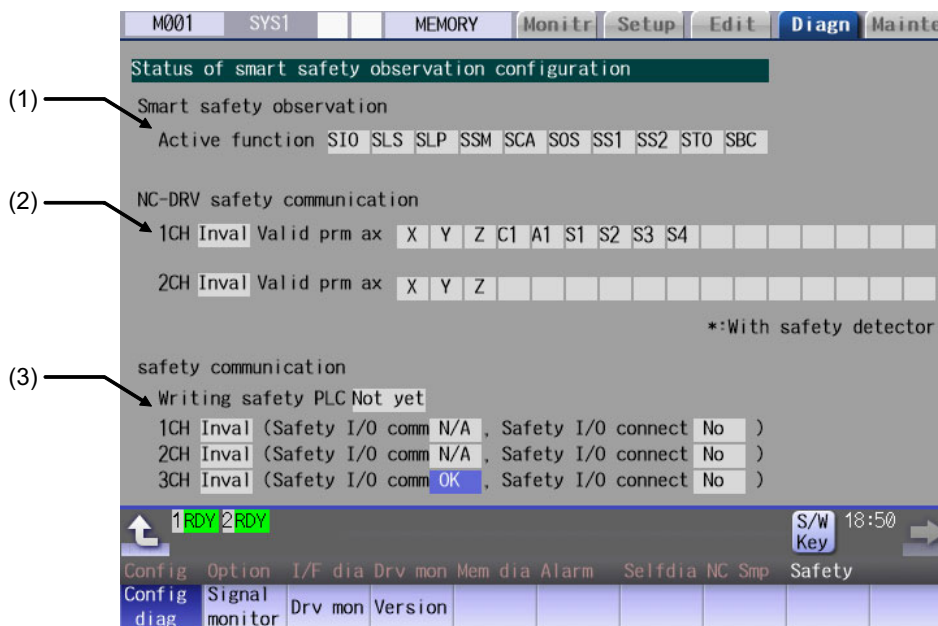 M001 SYS1 MEMORY Monitr Setup Edit Diagn Mainte
Status of smart safety observation configuration
(1)
Smart safety observation
Active function SIO SLS SLP SSM SCA SOS SS1 SS2 STO SBC
(2)
NC-DRV safety communication
1CH Inval Valid prm ax X Y Z C1 A1 S1 S2 S3 S4
2CH Inval Valid prm ax X Y Z
*:With safety detector
(3)
safety communication
Writing safety PLC Not yet
1CH Inval (Safety I/O comm N/A , Safety I/O connect No )
2CH Inval (Safety I/O comm N/A , Safety I/O connect No )
3CH Inval (Safety I/O comm OK , Safety I/O connect No )
1 RDY 2 RDY S/W Key 18:50
Config Option I/F dia Drv mon Mem dia Alarm Selfdia NC Smp Safety
Config diag Signal monitor Drv mon Version